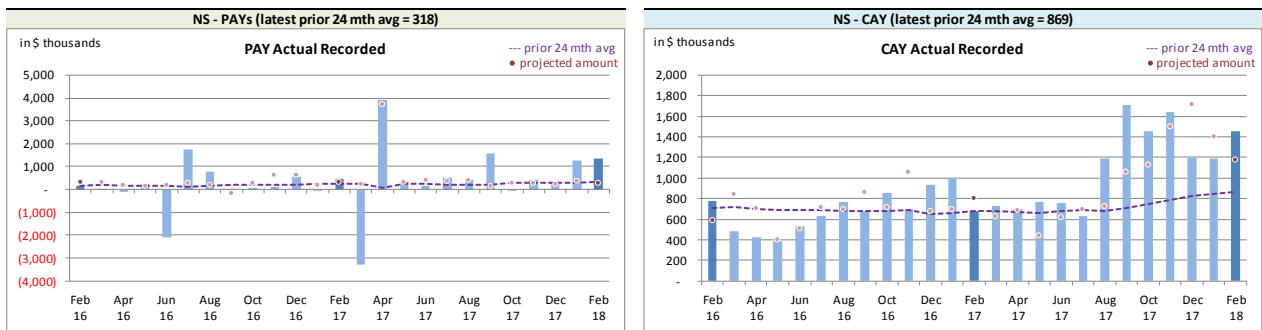 NS - PAYs (latest prior 24 mth avg = 318)
in $ thousands
PAY Actual Recorded
--- prior 24 mth avg
• projected amount
5,000
4,000
3,000
2,000
1,000
-
(1,000)
(2,000)
(3,000)
(4,000)
Feb Apr Jun Aug Oct Dec Feb Apr Jun Aug Oct Dec Feb
16 16 16 16 16 16 17 17 17 17 17 17 18
NS - CAY (latest prior 24 mth avg = 869)
in $ thousands
CAY Actual Recorded
--- prior 24 mth avg
• projected amount
2,000
1,800
1,600
1,400
1,200
1,000
800
600
400
200
-
Feb Apr Jun Aug Oct Dec Feb Apr Jun Aug Oct Dec Feb
16 16 16 16 16 16 17 17 17 17 17 17 18